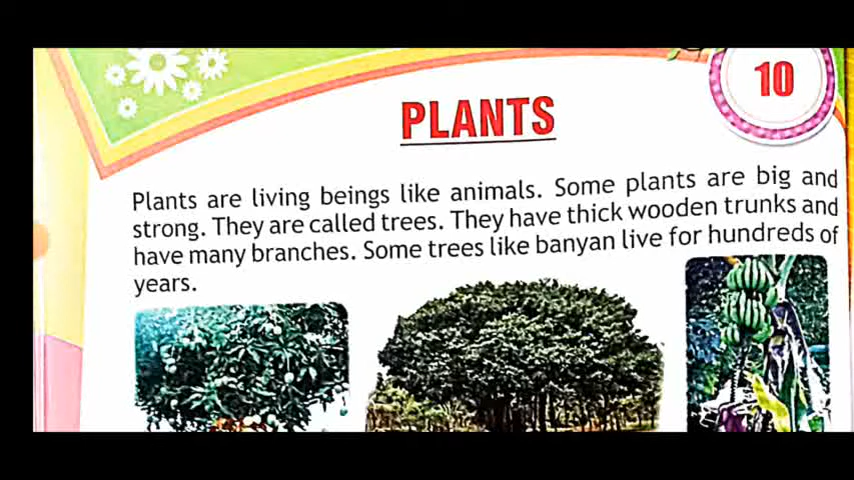 10
PLANTS
Plants are living beings like animals. Some plants are big and
strong. They are called trees. They have thick wooden trunks and
have many branches. Some trees like banyan live for hundreds of
years.